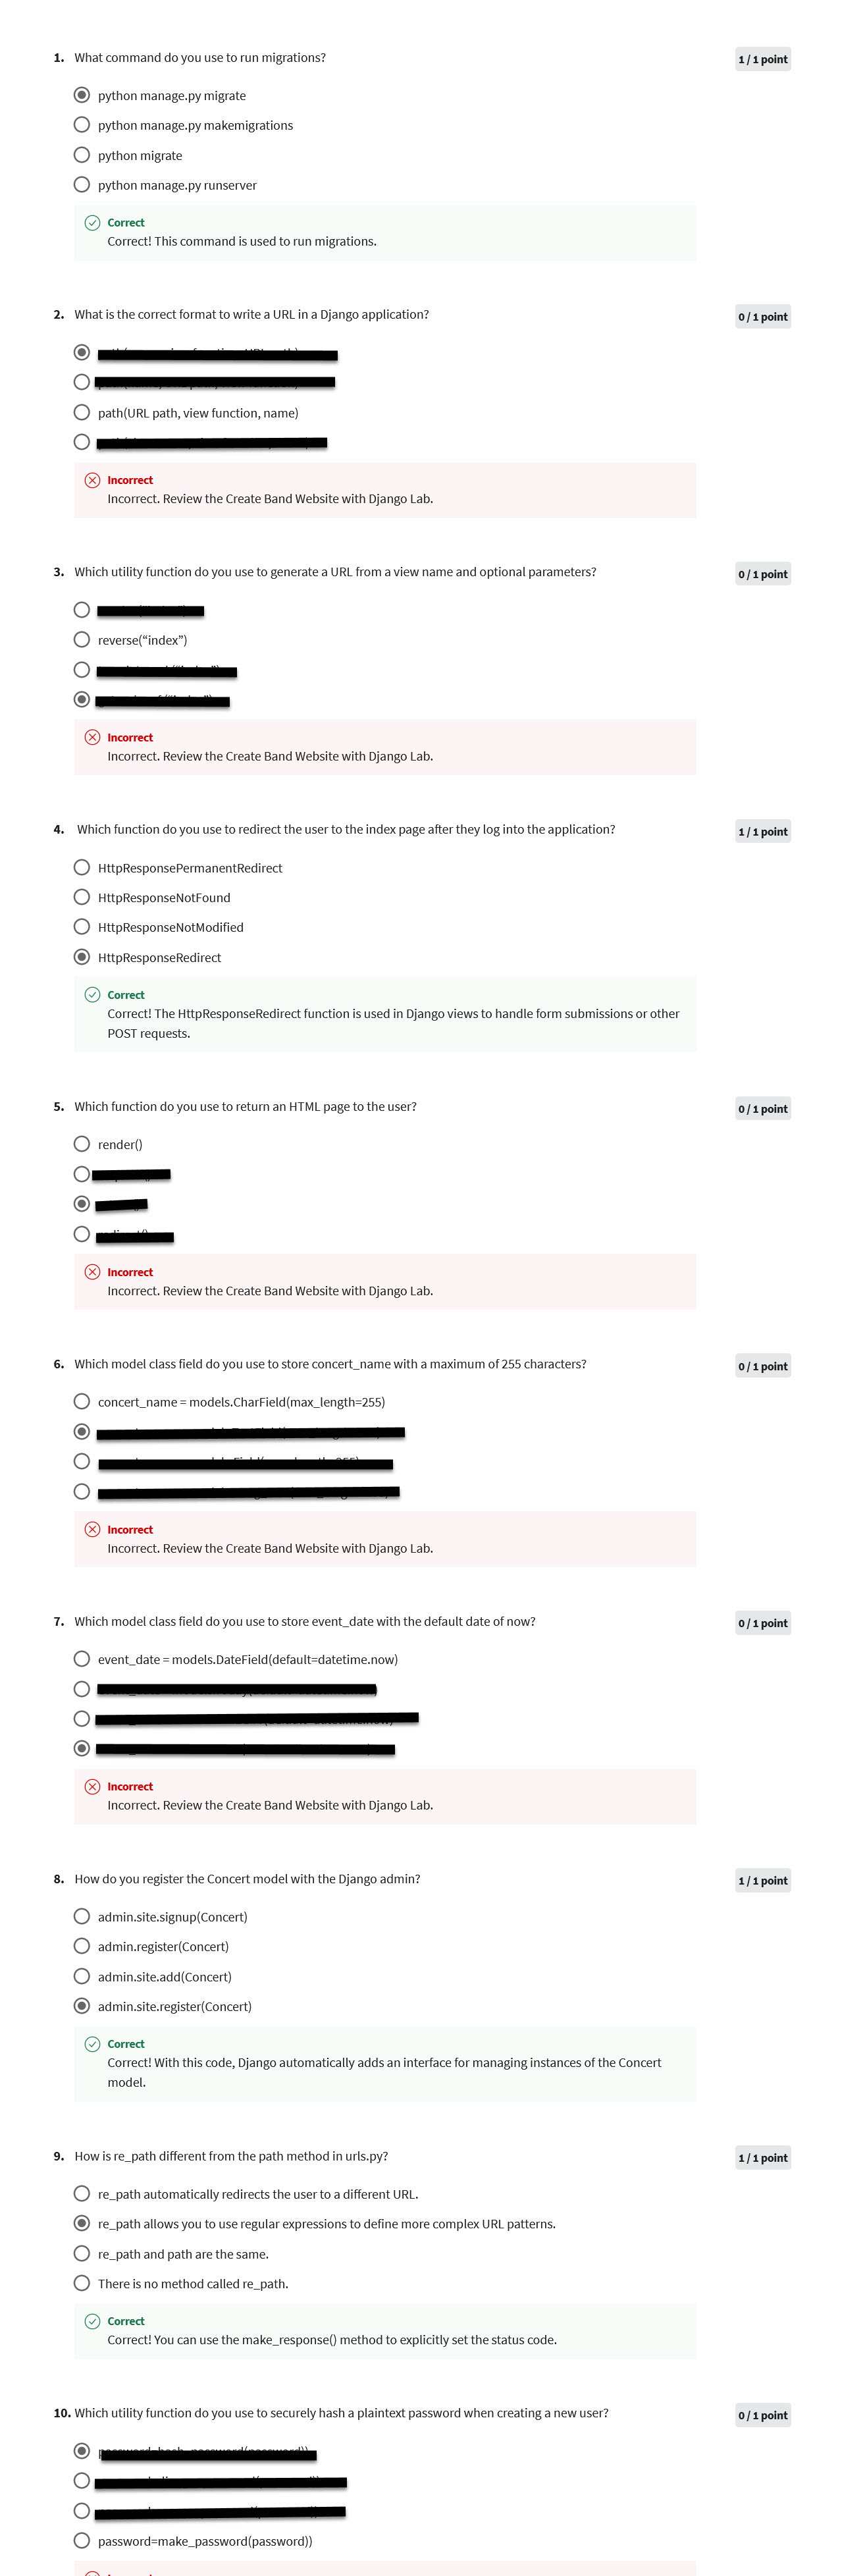 1. What command do you use to run migrations?
1 / 1 point
python manage.py migrate
python manage.py makemigrations
python migrate
python manage.py runserver
Correct
Correct! This command is used to run migrations.
2. What is the correct format to write a URL in a Django application?
0 / 1 point
path(URL path, view function, name)
Incorrect
Incorrect. Review the Create Band Website with Django Lab.
3. Which utility function do you use to generate a URL from a view name and optional parameters?
0 / 1 point
reverse(“index”)
Incorrect
Incorrect. Review the Create Band Website with Django Lab.
4. Which function do you use to redirect the user to the index page after they log into the application?
1 / 1 point
HttpResponsePermanentRedirect
HttpResponseNotFound
HttpResponseNotModified
HttpResponseRedirect
Correct
Correct! The HttpResponseRedirect function is used in Django views to handle form submissions or other
POST requests.
5. Which function do you use to return an HTML page to the user?
0 / 1 point
render()
Incorrect
Incorrect. Review the Create Band Website with Django Lab.
6. Which model class field do you use to store concert_name with a maximum of 255 characters?
0 / 1 point
concert_name = models.CharField(max_length=255)
Incorrect
Incorrect. Review the Create Band Website with Django Lab.
7. Which model class field do you use to store event_date with the default date of now?
0 / 1 point
event_date = models.DateField(default=datetime.now)
Incorrect
Incorrect. Review the Create Band Website with Django Lab.
8. How do you register the Concert model with the Django admin?
1 / 1 point
admin.site.signup(Concert)
admin.register(Concert)
admin.site.add(Concert)
admin.site.register(Concert)
Correct
Correct! With this code, Django automatically adds an interface for managing instances of the Concert
model.
9. How is re_path different from the path method in urls.py?
1 / 1 point
re_path automatically redirects the user to a different URL.
re_path allows you to use regular expressions to define more complex URL patterns.
re_path and path are the same.
There is no method called re_path.
Correct
Correct! You can use the make_response() method to explicitly set the status code.
10. Which utility function do you use to securely hash a plaintext password when creating a new user?
0 / 1 point
password=make_password(password))